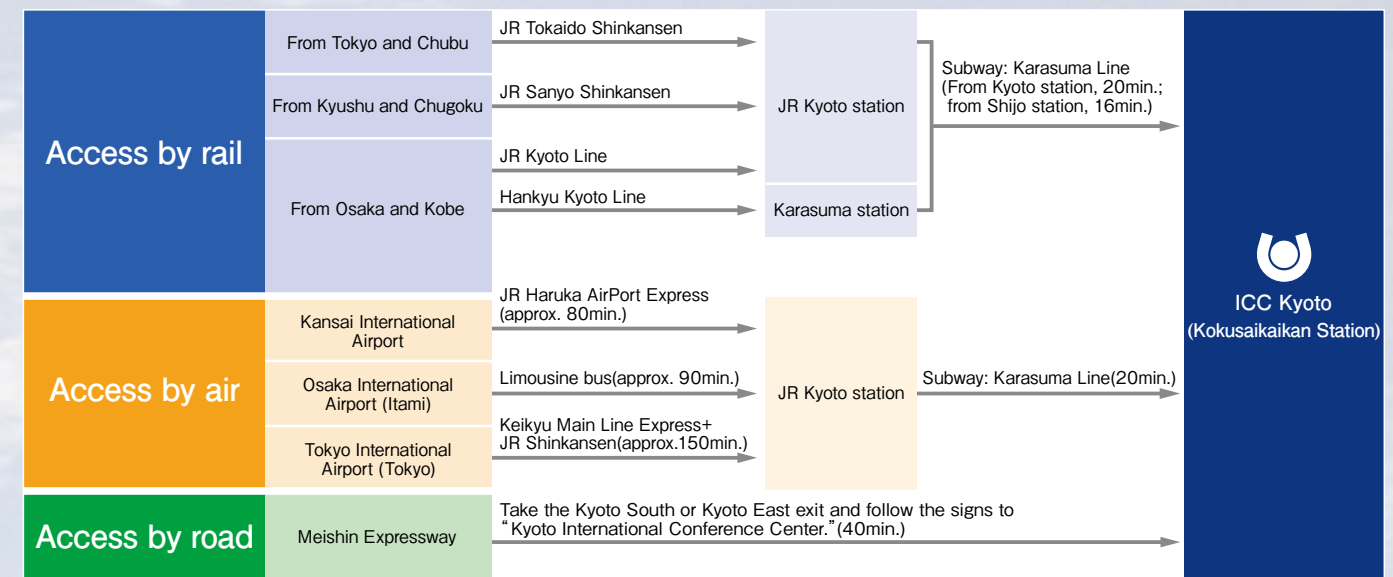 Access by rail
From Tokyo and Chubu
JR Tokaido Shinkansen
From Kyushu and Chugoku
JR Sanyo Shinkansen
From Osaka and Kobe
JR Kyoto Line
Hankyu Kyoto Line
JR Kyoto station
Karasuma station
Subway: Karasuma Line
(From Kyoto station, 20min.;
from Shijo station, 16min.)
Access by air
Kansai International
Airport
JR Haruka AirPort Express
(approx. 80min.)
Osaka International
Airport (Itami)
Limousine bus(approx. 90min.)
Tokyo International
Airport (Tokyo)
Keikyu Main Line Express+
JR Shinkansen(approx.150min.)
JR Kyoto station
Subway: Karasuma Line(20min.)
Access by road
Meishin Expressway
Take the Kyoto South or Kyoto East exit and follow the signs to
“Kyoto International Conference Center.”(40min.)
ICC Kyoto
(Kokusaikaikan Station)